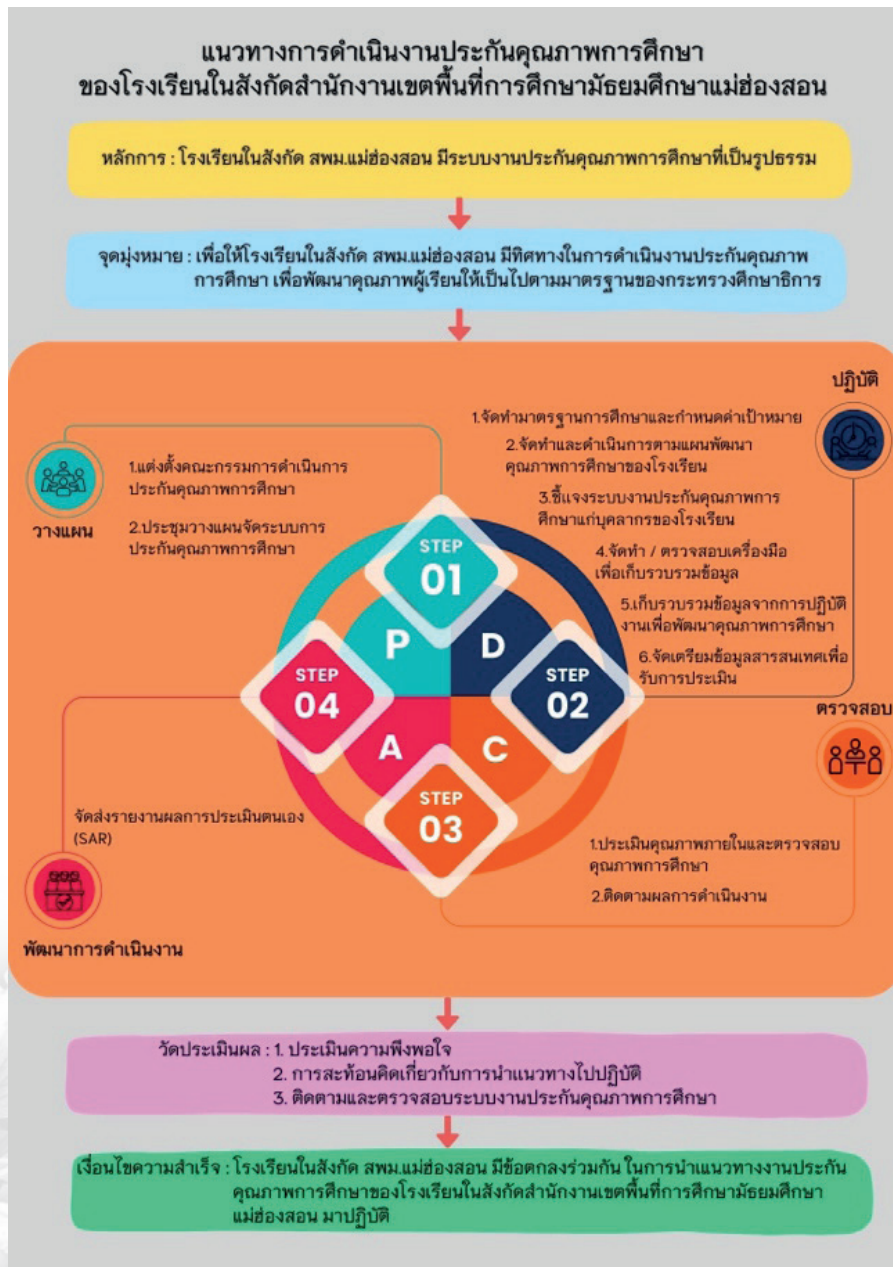 แนวทางการดำเนินงานประกันคุณภาพการศึกษา
ของโรงเรียนในสังกัดสำนักงานเขตพื้นที่การศึกษามัธยมศึกษาแม่ฮ่องสอน
หลักการ : โรงเรียนในสังกัด สพม.แม่ฮ่องสอน มีระบบงานประกันคุณภาพการศึกษาที่เป็นรูปธรรม
จุดมุ่งหมาย : เพื่อให้โรงเรียนในสังกัด สพม.แม่ฮ่องสอน มีทิศทางในการดำเนินงานประกันคุณภาพ
การศึกษา เพื่อพัฒนาคุณภาพผู้เรียนให้เป็นไปตามมาตรฐานของกระทรวงศึกษาธิการ
วางแผน
1.แต่งตั้งคณะกรรมการดำเนินการ
ประกันคุณภาพการศึกษา
2.ประชุมวางแผนจัดระบบการ
ประกันคุณภาพการศึกษา
ปฏิบัติ
1.จัดทำมาตรฐานการศึกษาและกำหนดค่าเป้าหมาย
2.จัดทำและดำเนินการตามแผนพัฒนา
คุณภาพการศึกษาของโรงเรียน
3.ชี้แจงระบบงานประกันคุณภาพการ
ศึกษาแก่บุคลากรของโรงเรียน
4.จัดทำ / ตรวจสอบเครื่องมือ
เพื่อเก็บรวบรวมข้อมูล
5.เก็บรวบรวมข้อมูลจากการปฏิบัติ
งานเพื่อพัฒนาคุณภาพการศึกษา
6.จัดเตรียมข้อมูลสารสนเทศเพื่อ
รับการประเมิน
STEP
01
P
D
STEP
04
STEP
02
A
C
STEP
03
ตรวจสอบ
1.ประเมินคุณภาพภายในและตรวจสอบ
คุณภาพการศึกษา
2.ติดตามผลการดำเนินงาน
จัดส่งรายงานผลการประเมินตนเอง
(SAR)
พัฒนาการดำเนินงาน
วัดประเมินผล : 1. ประเมินความพึงพอใจ
2. การสะท้อนคิดเกี่ยวกับการนำแนวทางไปปฏิบัติ
3. ติดตามและตรวจสอบระบบงานประกันคุณภาพการศึกษา
เงื่อนไขความสำเร็จ : โรงเรียนในสังกัด สพม.แม่ฮ่องสอน มีข้อตกลงร่วมกัน ในการนำแนวทางงานประกัน
คุณภาพการศึกษาของโรงเรียนในสังกัดสำนักงานเขตพื้นที่การศึกษามัธยมศึกษา
แม่ฮ่องสอน มาปฏิบัติ